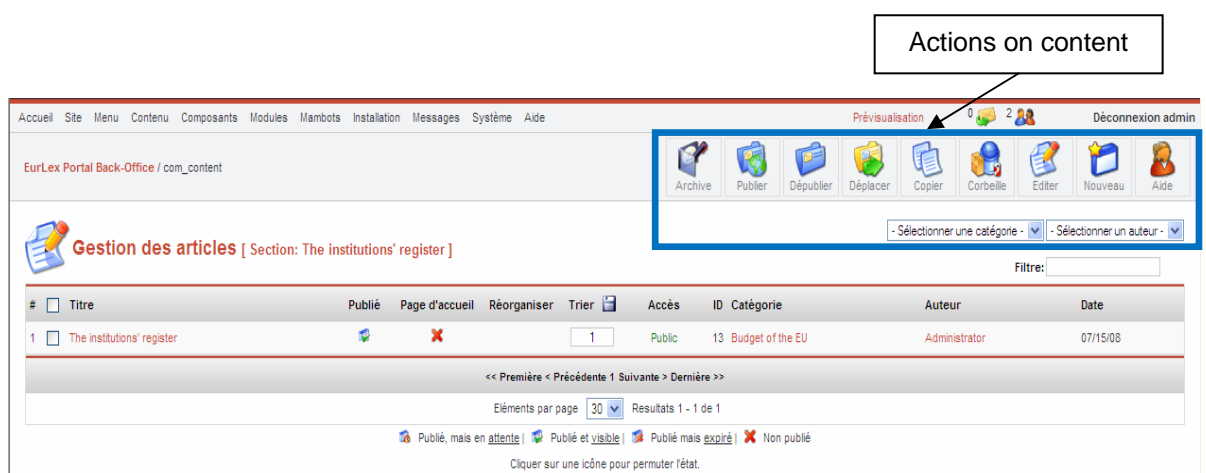 Actions on content
Accueil Site Menu Contenu Composants Modules Mambots Installation Messages Système Aide Prévisualisation 0 2 Déconnexion admin
EurLex Portal Back-Office / com_content
Archive Publier Dépublier Déplacer Copier Corbeille Editer Nouveau Aide
- Sélectionner une catégorie - - Sélectionner un auteur -
Gestion des articles [ Section: The institutions' register ]
Filtre:
# Titre Publié Page d'accueil Réorganiser Trier Accès ID Catégorie Auteur Date
1 The institutions' register 1 Public 13 Budget of the EU Administrator 07/15/08
<< Première < Précédente 1 Suivante > Dernière >>
Eléments par page 30 Resultats 1 - 1 de 1
Publié, mais en attente | Publié et visible | Publié mais expiré | Non publié
Cliquer sur une icône pour permuter l'état.